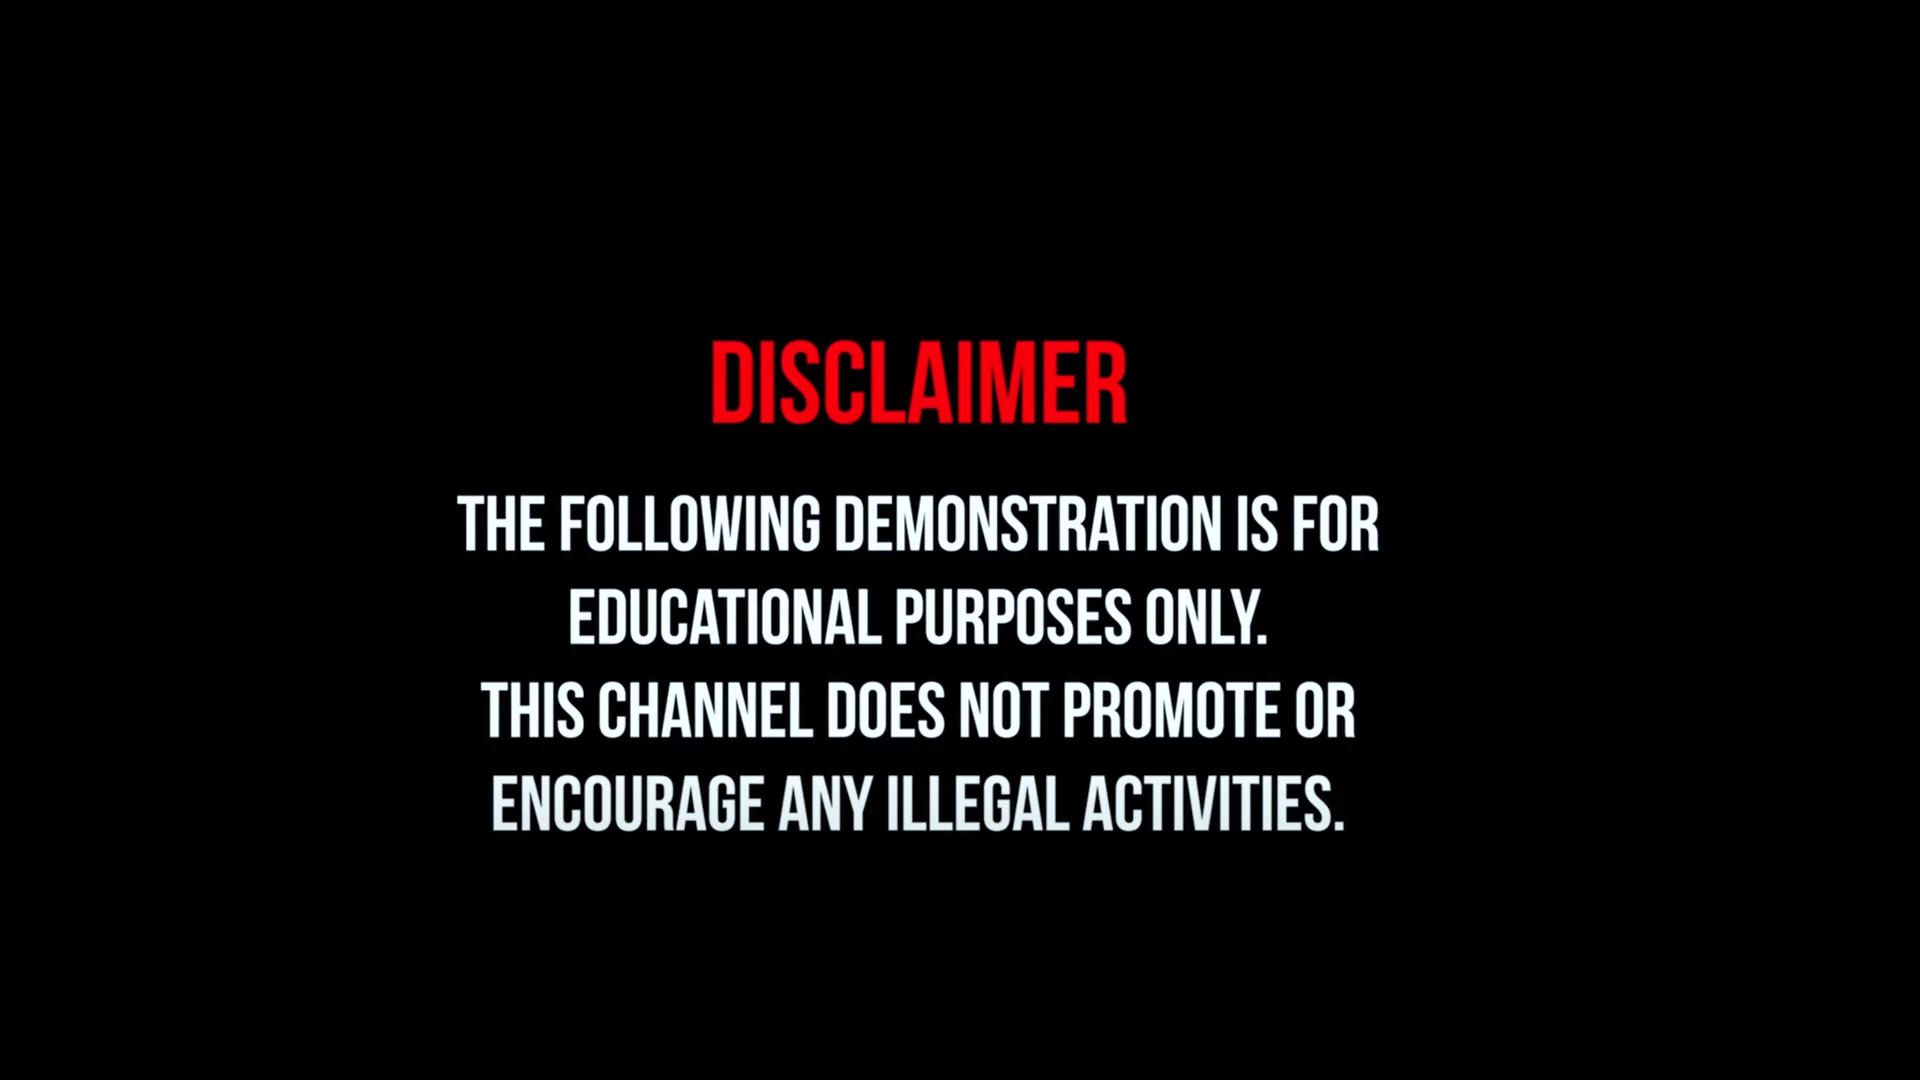 DISCLAIMER
THE FOLLOWING DEMONSTRATION IS FOR
EDUCATIONAL PURPOSES ONLY.
THIS CHANNEL DOES NOT PROMOTE OR
ENCOURAGE ANY ILLEGAL ACTIVITIES.